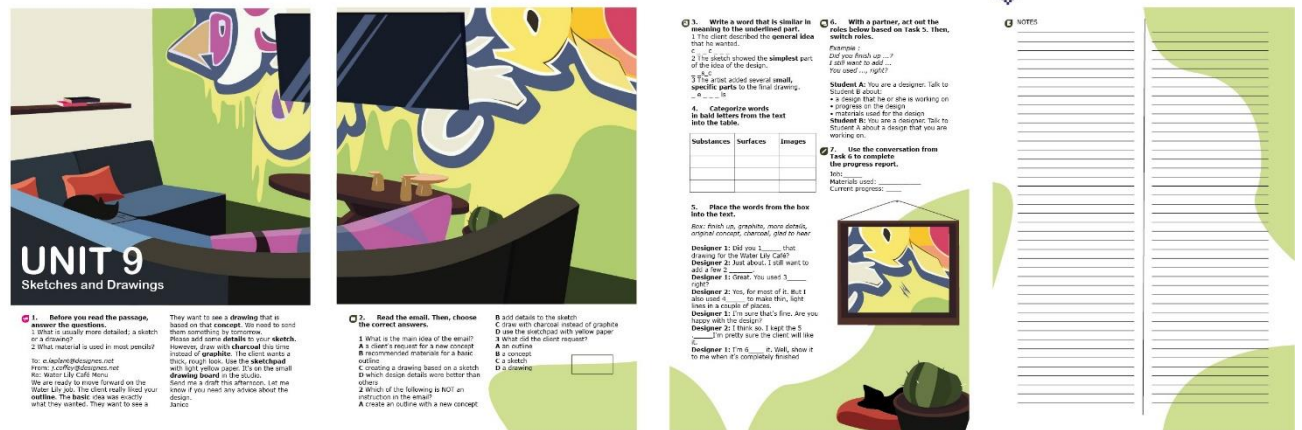 UNIT 9
Sketches and Drawings
1. Before you read the passage,
answer the questions.
1 What is usually more detailed; a sketch
or a drawing?
2 What material is used in most pencils?
To: e.laplane@designes.net
From: j.caffey@designes.net
Re: Water Lily Café Menu
We are ready to move forward on the
Water Lily job. The client really liked your
outline. The basic idea was exactly
what they wanted. They want to see a
They want to see a drawing that is
based on that concept. We need to send
them something by tomorrow.
Please add some details to your sketch.
However, draw with charcoal this time
instead of graphite. The client wants a
thick, rough look. Use the sketchpad
with light yellow paper. It's on the small
drawing board in the studio.
Send me a draft this afternoon. Let me
know if you need any advice about the
design.
Janice
2. Read the email. Then, choose
the correct answers.
1 What is the main idea of the email?
A a client's request for a new concept
B recommended materials for a basic
outline
C creating a drawing based on a sketch
D which design details were better than
others
2 Which of the following is NOT an
instruction in the email?
A create an outline with a new concept
B add details to the sketch
C draw with charcoal instead of graphite
D use the sketchpad with yellow paper
3 What did the client request?
A an outline
B a concept
C a sketch
D a drawing
3. Write a word that is similar in
meaning to the underlined part.
1 The client described the general idea
that he wanted.
c _ _ c _ _ _
2 The sketch showed the simplest part
of the idea of the design.
_ _ s _ c
3 The artist added several small,
specific parts to the final drawing.
_ e _ _ _ ls
4. Categorize words
in bald letters from the text
into the table.
Substances Surfaces Images
5. Place the words from the box
into the text.
Box: finish up, graphite, more details,
original concept, charcoal, glad to hear
Designer 1: Did you 1_____ that
drawing for the Water Lily Café?
Designer 2: Just about. I still want to
add a few 2 _______.
Designer 1: Great. You used 3____
right?
Designer 2: Yes, for most of it. But I
also used 4_____ to make thin, light
lines in a couple of places.
Designer 1: I'm sure that's fine. Are you
happy with the design?
Designer 2: I think so. I kept the 5
_____I'm pretty sure the client will like
it.
Designer 1: I'm 6____ it. Well, show it
to me when it's completely finished
6. With a partner, act out the
roles below based on Task 5. Then,
switch roles.
Example :
Did you finish up ...?
I still want to add ...
You used ..., right?
Student A: You are a designer. Talk to
Student B about:
• a design that he or she is working on
• progress on the design
• materials used for the design
Student B: You are a designer. Talk to
Student A about a design that you are
working on.
7. Use the conversation from
Task 6 to complete
the progress report.
Job:_____
Materials used: ____________
Current progress: ____
NOTES